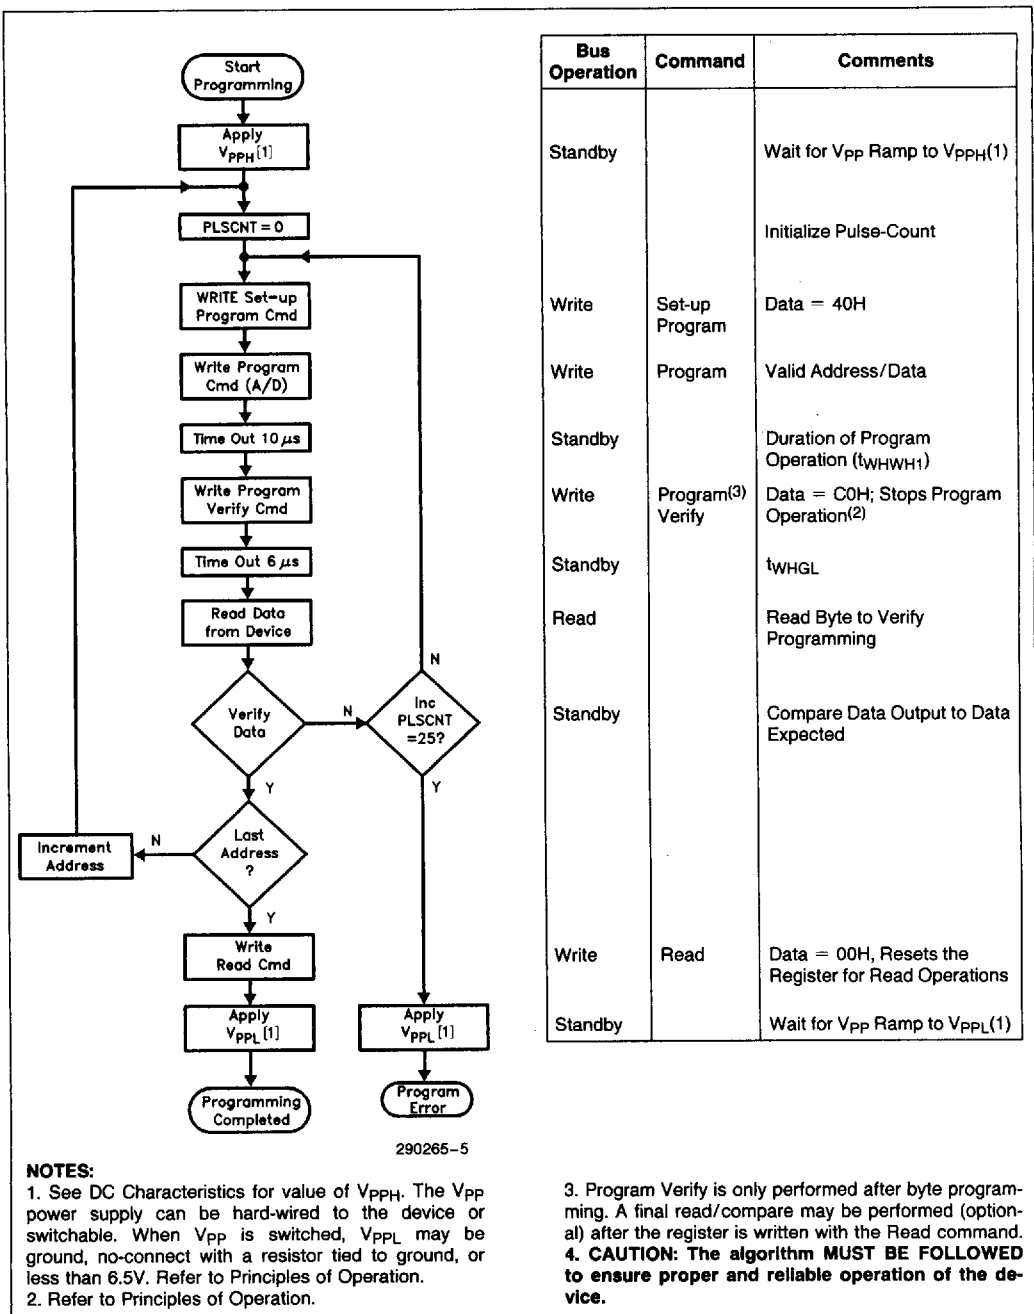 Start
Programming
Apply
VPPH[1]
PLSCNT = 0
WRITE Set-up
Program Cmd
Write Program
Cmd (A/D)
Time Out 10 μs
Write Program
Verify Cmd
Time Out 6 μs
Read Data
from Device
Verify
Data
N
Inc
PLSCNT
=25?
N
Y
Y
Last
Address
?
N
Increment
Address
Y
Write
Read Cmd
Apply
VPPL[1]
Programming
Completed
Apply
VPPL[1]
Program
Error
290265-5
Bus Operation | Command | Comments
Standby Wait for VPP Ramp to VPPH(1)
Initialize Pulse-Count
Write Set-up Data = 40H
Program
Write Program Valid Address/Data
Standby Duration of Program
Operation (tWHWH1)
Write Program(3) Data = C0H; Stops Program
Verify Operation(2)
Standby tWHGL
Read Read Byte to Verify
Programming
Standby Compare Data Output to Data
Expected
Write Read Data = 00H, Resets the
Register for Read Operations
Standby Wait for VPP Ramp to VPPL(1)
NOTES:
1. See DC Characteristics for value of VPPH. The VPP
power supply can be hard-wired to the device or
switchable. When VPP is switched, VPPL may be
ground, no-connect with a resistor tied to ground, or
less than 6.5V. Refer to Principles of Operation.
2. Refer to Principles of Operation.
3. Program Verify is only performed after byte program-
ming. A final read/compare may be performed (option-
al) after the register is written with the Read command.
4. CAUTION: The algorithm MUST BE FOLLOWED
to ensure proper and reliable operation of the de-
vice.